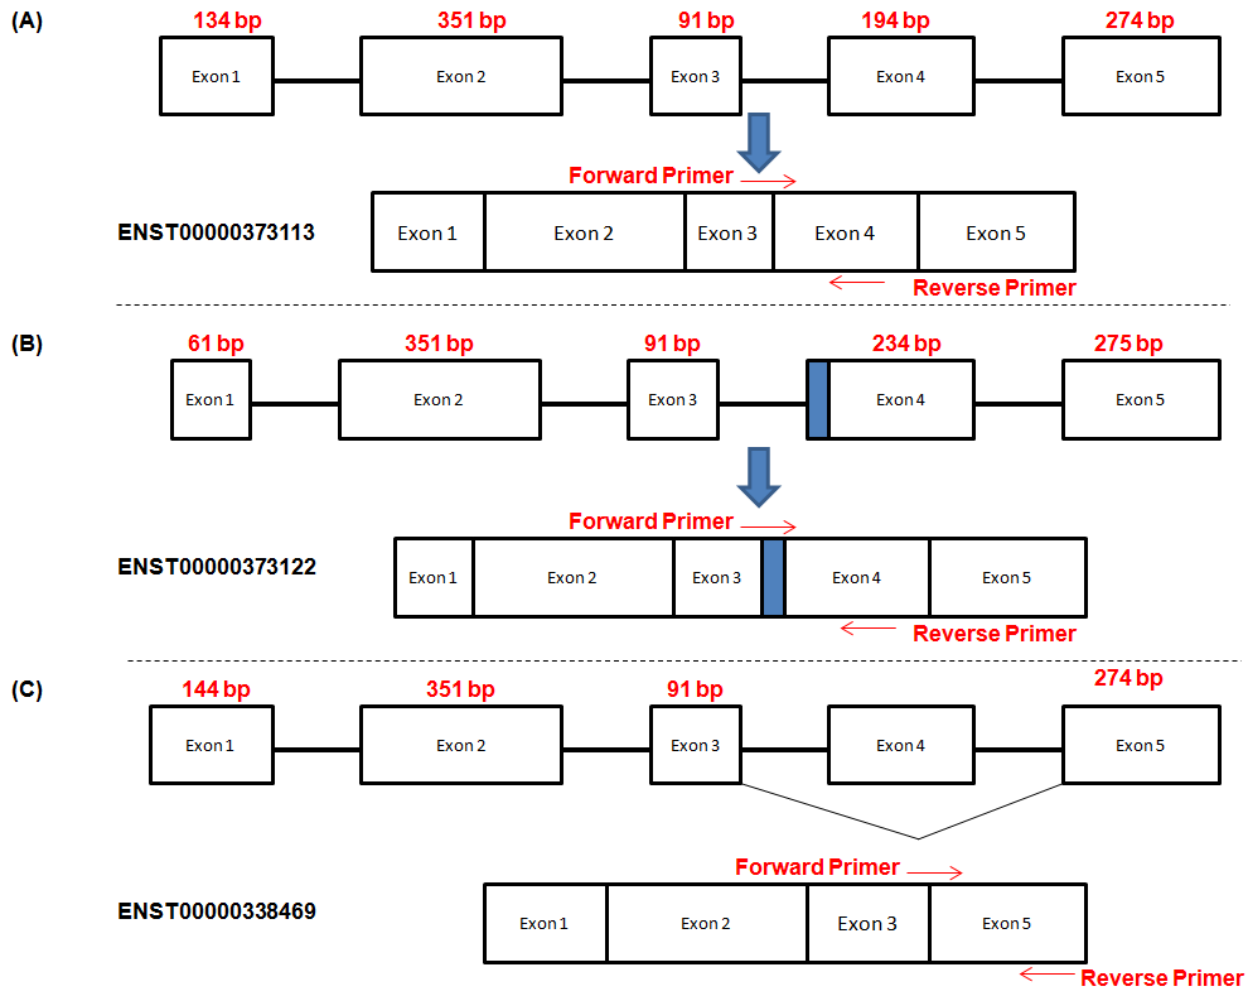 (A)
134 bp 351 bp 91 bp 194 bp 274 bp
Exon 1 Exon 2 Exon 3 Exon 4 Exon 5
Forward Primer
ENST00000373113
Exon 1 Exon 2 Exon 3 Exon 4 Exon 5
Reverse Primer
(B)
61 bp 351 bp 91 bp 234 bp 275 bp
Exon 1 Exon 2 Exon 3 Exon 4 Exon 5
Forward Primer
ENST00000373122
Exon 1 Exon 2 Exon 3 Exon 4 Exon 5
Reverse Primer
(C)
144 bp 351 bp 91 bp 274 bp
Exon 1 Exon 2 Exon 3 Exon 4 Exon 5
Forward Primer
ENST00000338469
Exon 1 Exon 2 Exon 3 Exon 5
Reverse Primer